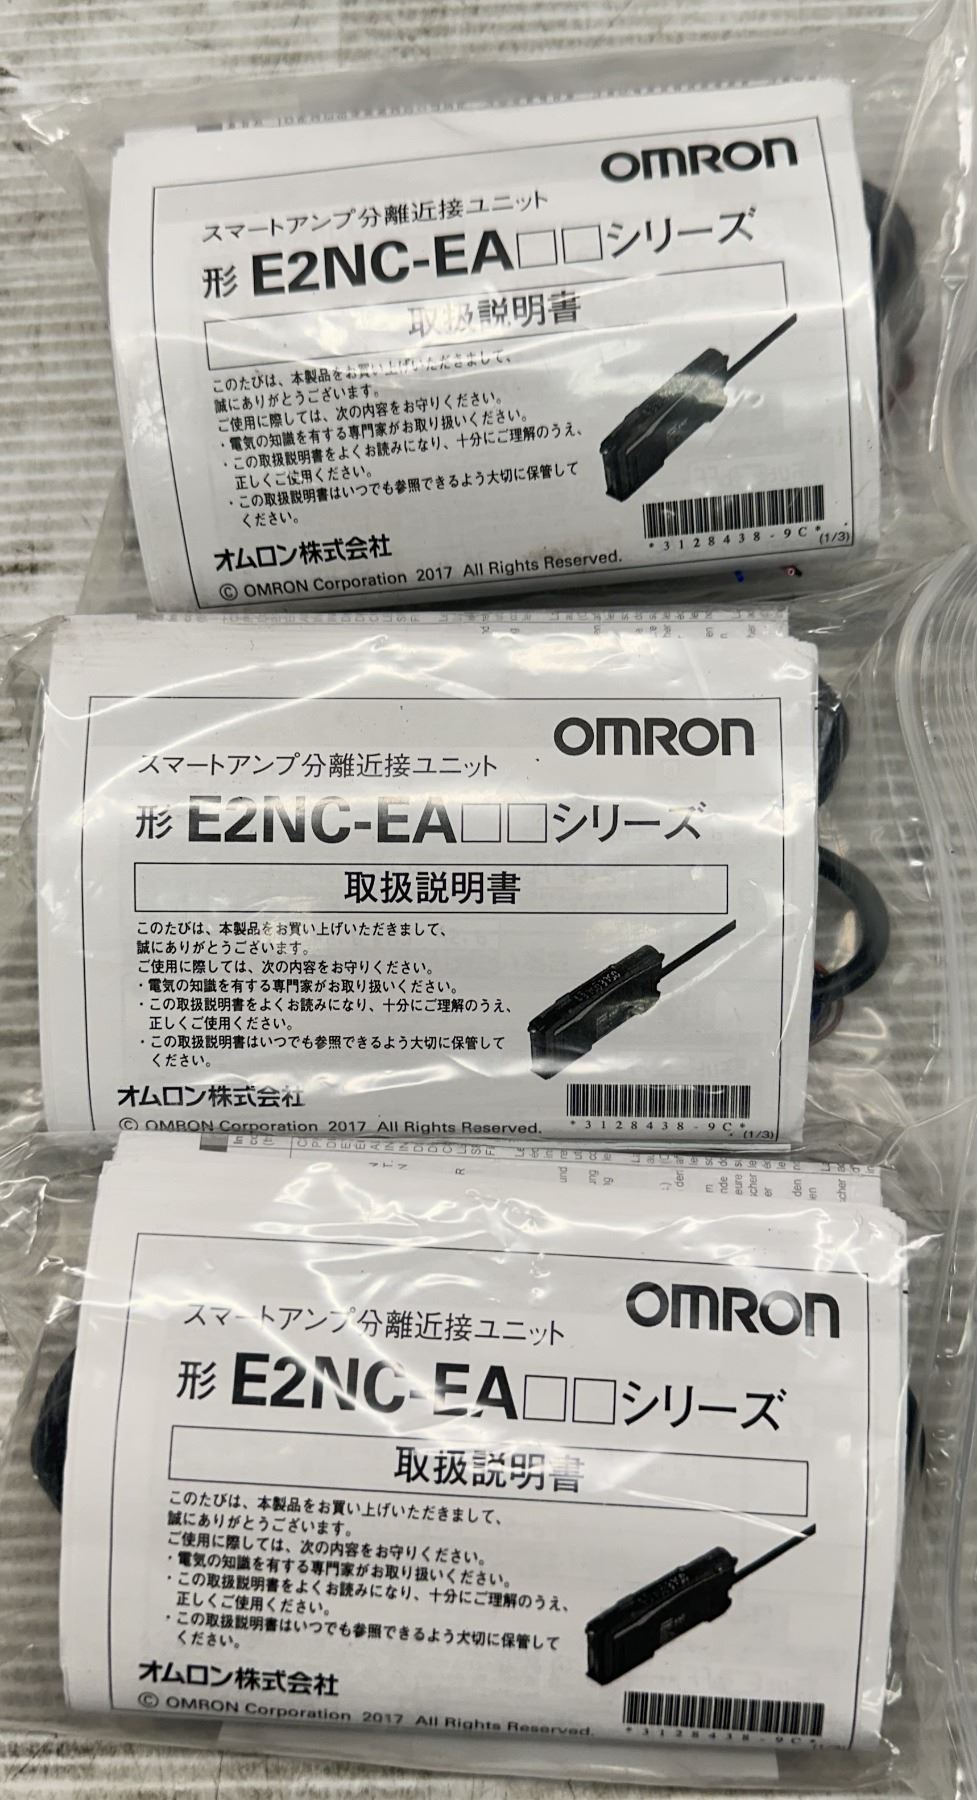 OMRON
スマートアンプ分離近接ユニット
形 E2NC-EA□□シリーズ
取扱説明書
このたびは、本製品をお買い上げいただきまして、
誠にありがとうございます。
ご使用に際しては、次の内容をお守りください。
・電気の知識を有する専門家がお取り扱いください。
・この取扱説明書をよくお読みになり、十分にご理解のうえ、
正しくご使用ください。
・この取扱説明書はいつでも参照できるよう大切に保管して
ください。
オムロン株式会社
*3128438-9C*
(1/3)
© OMRON Corporation 2017 All Rights Reserved.
OMRON
スマートアンプ分離近接ユニット
形 E2NC-EA□□シリーズ
取扱説明書
このたびは、本製品をお買い上げいただきまして、
誠にありがとうございます。
ご使用に際しては、次の内容をお守りください。
・電気の知識を有する専門家がお取り扱いください。
・この取扱説明書をよくお読みになり、十分にご理解のうえ、
正しくご使用ください。
・この取扱説明書はいつでも参照できるよう大切に保管して
ください。
オムロン株式会社
© OMRON Corporation 2017 All Rights Reserved.
*3128438-9C*
(1/3)
OMRON
スマートアンプ分離近接ユニット
形 E2NC-EA□□シリーズ
取扱説明書
このたびは、本製品をお買い上げいただきまして、
誠にありがとうございます。
ご使用に際しては、次の内容をお守りください。
・電気の知識を有する専門家がお取り扱いください。
・この取扱説明書をよくお読みになり、十分にご理解のうえ、
正しくご使用ください。
・この取扱説明書はいつでも参照できるよう大切に保管して
ください。
オムロン株式会社
© OMRON Corporation 2017 All Rights Reserved.
*3128438-9C*